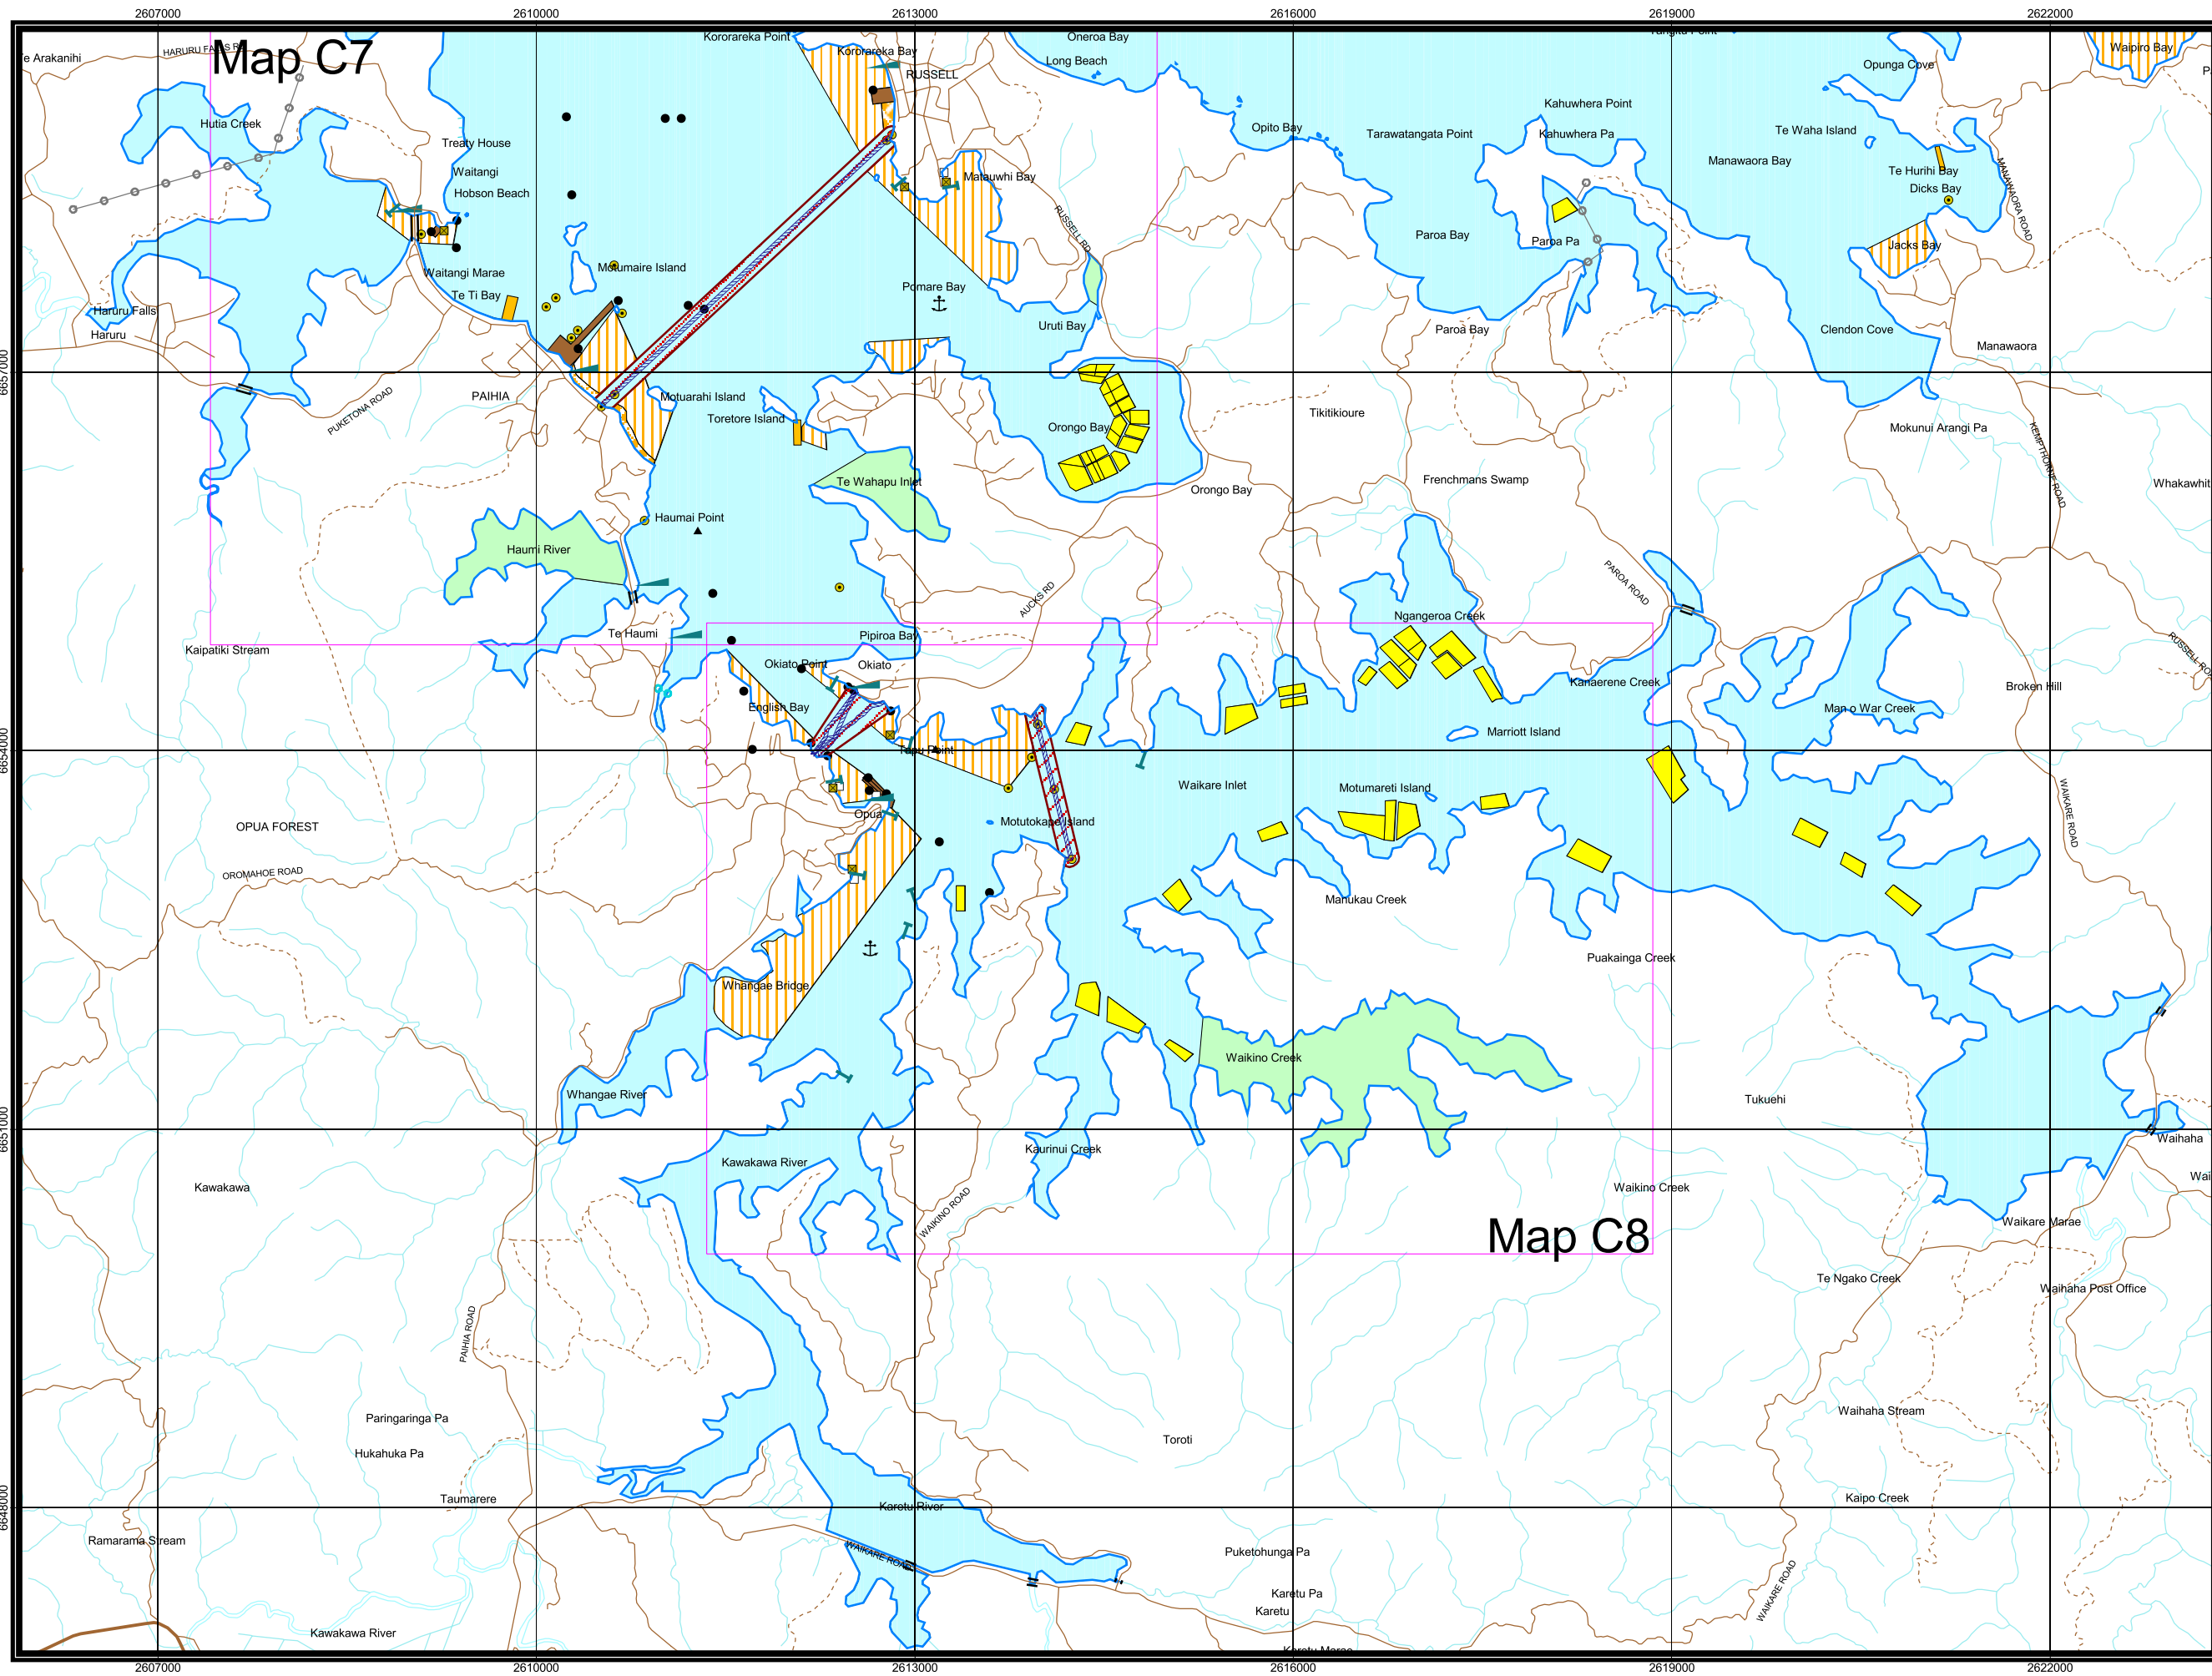 2607000 2610000 2613000 2616000 2619000 2622000
Map C7
HARURU FALLS RD
Te Arakanihi
Kororareka Point
Kororareka Bay
RUSSELL
Oneroa Bay
Long Beach
Tangitu Point
Opunga Cove
Waipiro Bay
Hutia Creek
Treaty House
Waitangi
Hobson Beach
Opito Bay
Kahuwhera Point
Tarawatangata Point
Kahuwhera Pa
Te Waha Island
Manawaora Bay
Te Hurihi Bay
Dicks Bay
MANAWAORA ROAD
Matauwhi Bay
RUSSELL RD
Paroa Bay
Paroa Pa
Jacks Bay
Waitangi Marae
Te Ti Bay
Motumaire Island
Pomare Bay
Haruru Falls
Haruru
Uruti Bay
Paroa Bay
Clendon Cove
Manawaora
6657000
PUKETONA ROAD
PAIHIA
Motuarahi Island
Toretore Island
Orongo Bay
Tikitikioure
Mokunui Arangi Pa
KEMPTHORNE ROAD
Te Wahapu Inlet
Orongo Bay
Frenchmans Swamp
Whakawhit
Haumai Point
Haumi River
AUCKS RD
PAROA ROAD
Ngangeroa Creek
Te Haumi
Pipiroa Bay
Kaipatiki Stream
Okiato Point
Okiato
RUSSELL RO
Kanaerene Creek
Broken Hill
English Bay
Man o War Creek
Marriott Island
6654000
Tapu Point
Waikare Inlet
Motumareti Island
WAIKARE ROAD
Opua
Motutokape Island
OPUA FOREST
OROMAHOE ROAD
Manukau Creek
Whangae Bridge
Puakainga Creek
Waikino Creek
Whangae River
Tukuehi
6651000
Kaurinui Creek
Waihaha
Kawakawa River
Wai
Kawakawa
WAIKINO ROAD
Waikino Creek
Waikare Marae
Map C8
Te Ngako Creek
Waihaha Post Office
PAIHIA ROAD
Paringaringa Pa
Waihaha Stream
Hukahuka Pa
Toroti
Taumarere
Karetu River
Kaipo Creek
6648000
Ramarama Stream
WAIKARE ROAD
Puketohunga Pa
Karetu Pa
Karetu
WAIKARE ROAD
Kawakawa River
Karetu Marae
2607000 2610000 2613000 2616000 2619000 2622000